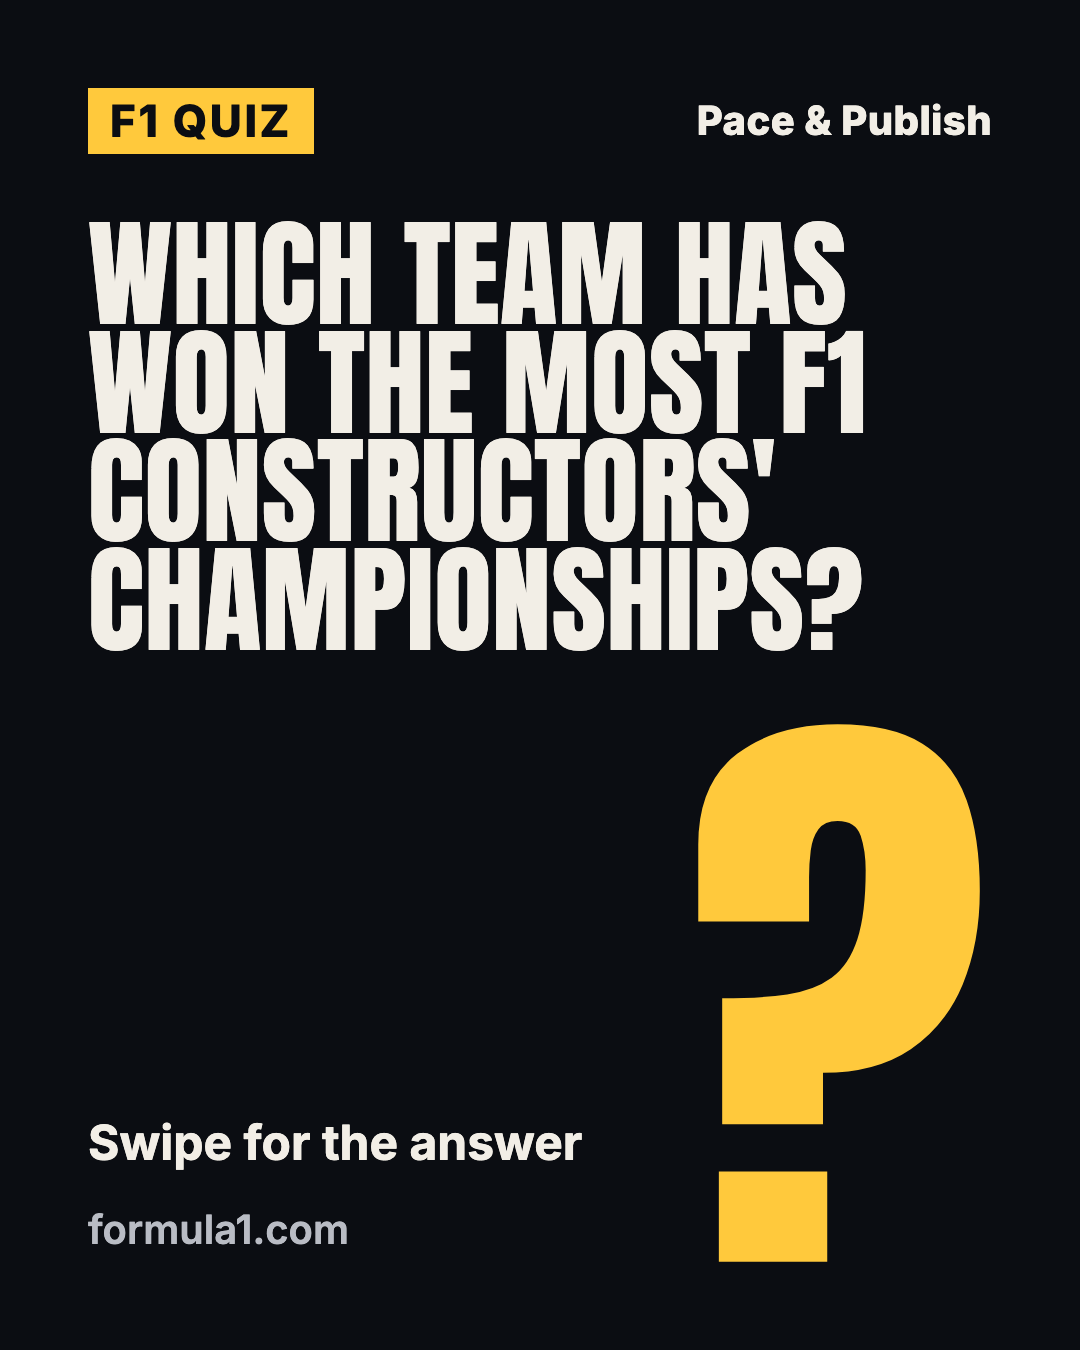 F1 QUIZ
Pace & Publish
WHICH TEAM HAS
WON THE MOST F1
CONSTRUCTORS'
CHAMPIONSHIPS?
?
Swipe for the answer
formula1.com